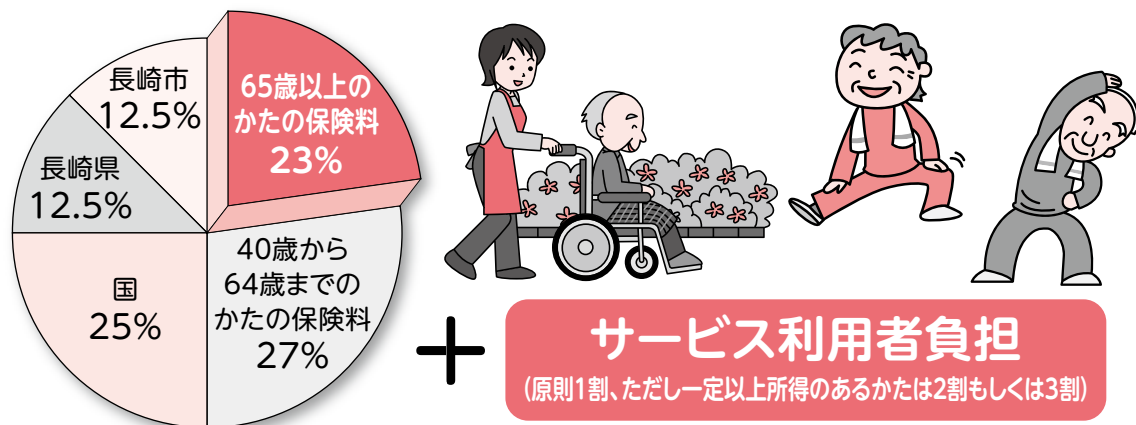 65歳以上の
かたの保険料
23%
40歳から
64歳までの
かたの保険料
27%
国
25%
長崎県
12.5%
長崎市
12.5%
+
サービス利用者負担
(原則1割、ただし一定以上所得のあるかたは2割もしくは3割)